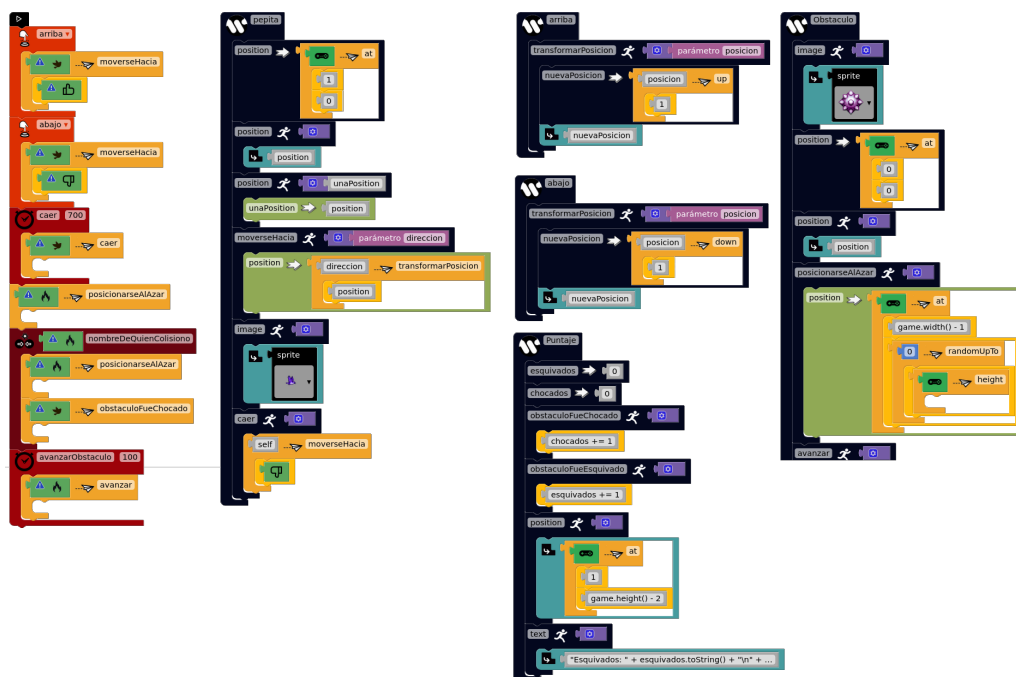 arriba
moverseHacia
abajo
moverseHacia
caer 700
caer
posicionarseAlAzar
nombreDeQuienColisiono
posicionarseAlAzar
obstaculoFueChocado
avanzarObstaculo 100
avanzar
pepita
position at
1
0
position
position
position unaPosition
unaPosition position
moverseHacia parámetro direccion
position direccion transformarPosicion
position
image
sprite
caer
self moverseHacia
arriba
transformarPosicion parámetro posicion
nuevaPosicion posicion up
1
nuevaPosicion
abajo
transformarPosicion parámetro posicion
nuevaPosicion posicion down
1
nuevaPosicion
Puntaje
esquivados 0
chocados 0
obstaculoFueChocado
chocados += 1
obstaculoFueEsquivado
esquivados += 1
position
at
1
game.height() - 2
text
"Esquivados: " + esquivados.toString() + "\n" + ...
Obstaculo
image
sprite
position at
0
0
position
position
posicionarseAlAzar
position at
game.width() - 1
0 randomUpTo
height
avanzar